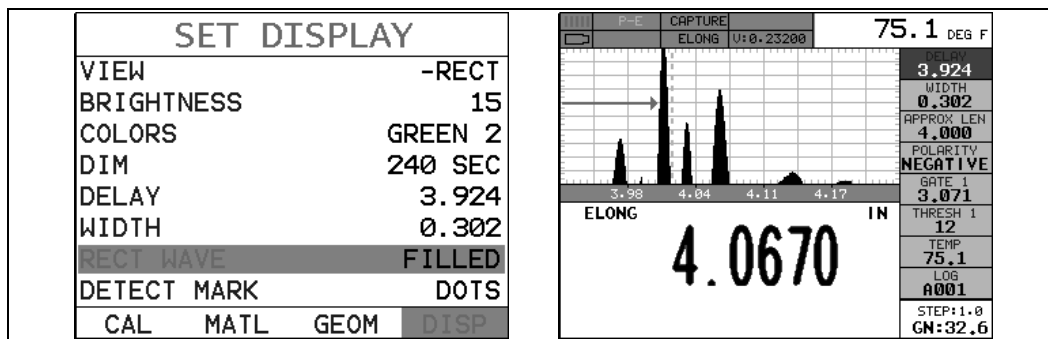 SET DISPLAY
VIEW -RECT
BRIGHTNESS 15
COLORS GREEN 2
DIM 240 SEC
DELAY 3.924
WIDTH 0.302
RECT WAVE FILLED
DETECT MARK DOTS
CAL MATL GEOM DISP
P-E CAPTURE
ELONG V:0.23200
75.1 DEG F
3.98 4.04 4.11 4.17
ELONG IN
4.0670
DELAY
3.924
WIDTH
0.302
APPROX LEN
4.000
POLARITY
NEGATIVE
GATE 1
3.071
THRESH 1
12
TEMP
75.1
LOG
A001
STEP:1.0
GN:32.6